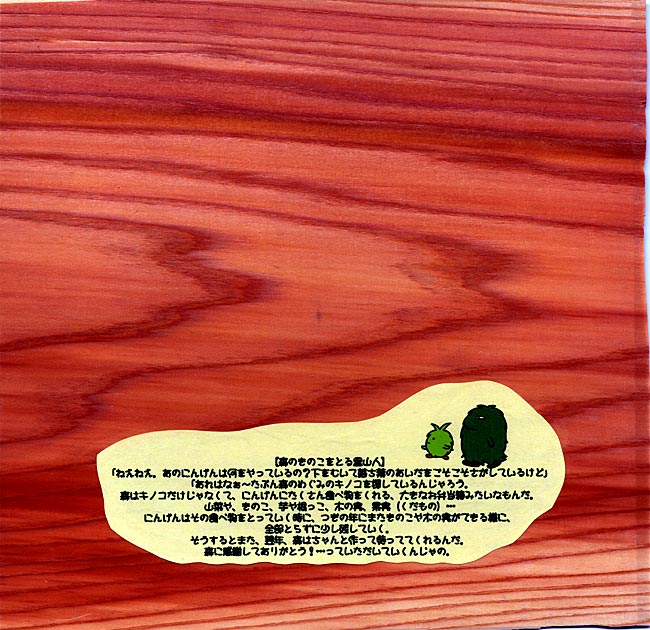 【森のきのこをとる里山人】
「ねえねえ。あのにんげんは何をやっているの？下をむいて落ち葉のあいだをごそごそさがしているけど」
「あれはなぁ〜たぶん森のめぐみのキノコを探しているんじゃろう。
森はキノコだけじゃなくて、にんげんにたくさん食べ物をくれる、大きなお弁当箱みたいなもんだ。
山菜や、きのこ、芋や根っこ、木の実、果実（くだもの）…
にんげんはその食べ物をとっていく時に、つぎの年にまたきのこや木の実ができる様に、
全部とらずに少し残していく。
そうするとまた、翌年、森はちゃんと作って待っててくれるんだ。
森に感謝してありがとう！…っていただいていくんじゃの。